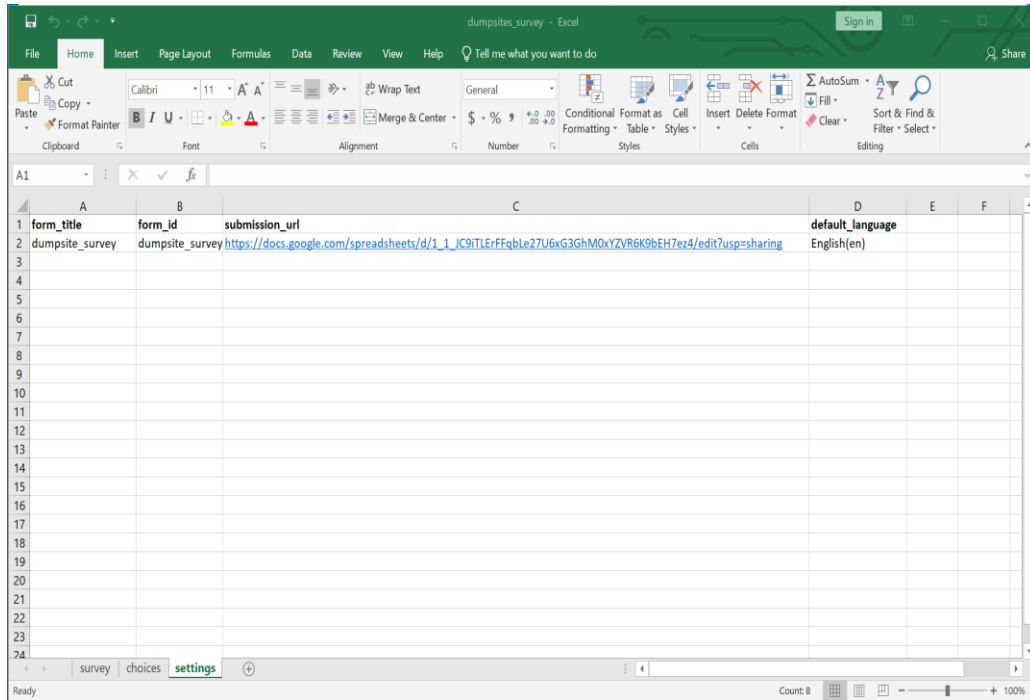 dumpsites_survey - Excel
Sign in
File Home Insert Page Layout Formulas Data Review View Help Tell me what you want to do Share
Paste
Cut
Copy
Format Painter
Clipboard
Calibri 11
B I U
Font
Wrap Text
Merge & Center
Alignment
General
$ % ,
Number
Conditional Formatting
Format as Table
Cell Styles
Styles
Insert Delete Format
Cells
AutoSum
Fill
Clear
Sort & Filter
Find & Select
Editing
A1 fx
A B C D E F
1 form_title form_id submission_url default_language
2 dumpsite_survey dumpsite_survey https://docs.google.com/spreadsheets/d/1_1_JC9iTLErFFqbLe27U6xG3GhM0xYZVR6K9bEH7ez4/edit?usp=sharing English(en)
3
4
5
6
7
8
9
10
11
12
13
14
15
16
17
18
19
20
21
22
23
24
survey choices settings
Ready Count: 8 100%